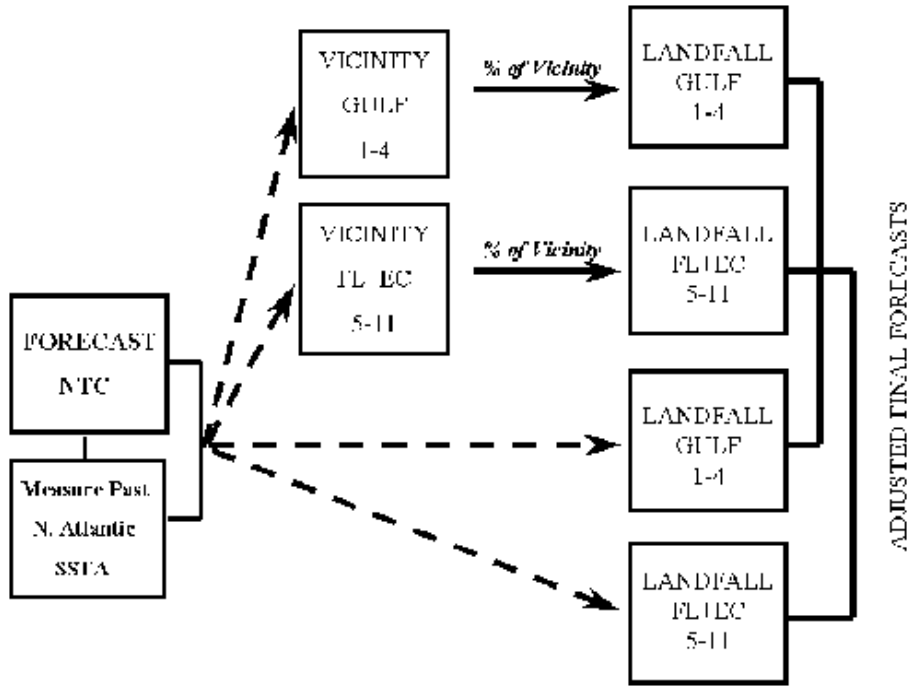 VICINITY
GULF
1-4
% of Vicinity
LANDFALL
GULF
1-4
VICINITY
FL+EC
5-11
% of Vicinity
LANDFALL
FL+EC
5-11
FORECAST
NTC
Measure Past
N. Atlantic
SSTA
LANDFALL
GULF
1-4
LANDFALL
FL+EC
5-11
ADJUSTED FINAL FORECASTS